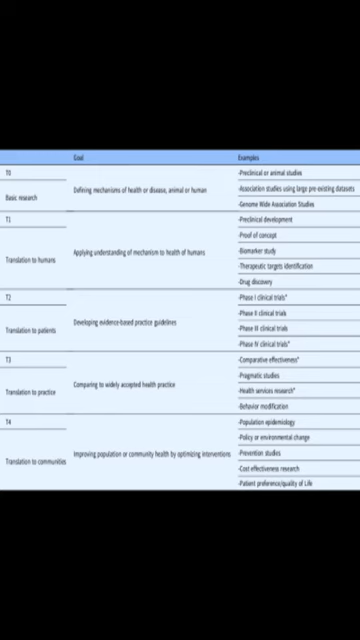 Goal Examples
T0
Basic research
Defining mechanisms of health or disease, animal or human
-Preclinical or animal studies
-Association studies using large pre-existing datasets
-Genome Wide Association Studies
T1
Translation to humans
Applying understanding of mechanism to health of humans
-Preclinical development
-Proof of concept
-Biomarker study
-Therapeutic targets identification
-Drug discovery
T2
Translation to patients
Developing evidence-based practice guidelines
-Phase I clinical trials*
-Phase II clinical trials
-Phase III clinical trials
-Phase IV clinical trials*
T3
Translation to practice
Comparing to widely accepted health practice
-Comparative effectiveness*
-Pragmatic studies
-Health services research*
-Behavior modification
T4
Translation to communities
Improving population or community health by optimizing interventions
-Population epidemiology
-Policy or environmental change
-Prevention studies
-Cost effectiveness research
-Patient preference/quality of Life